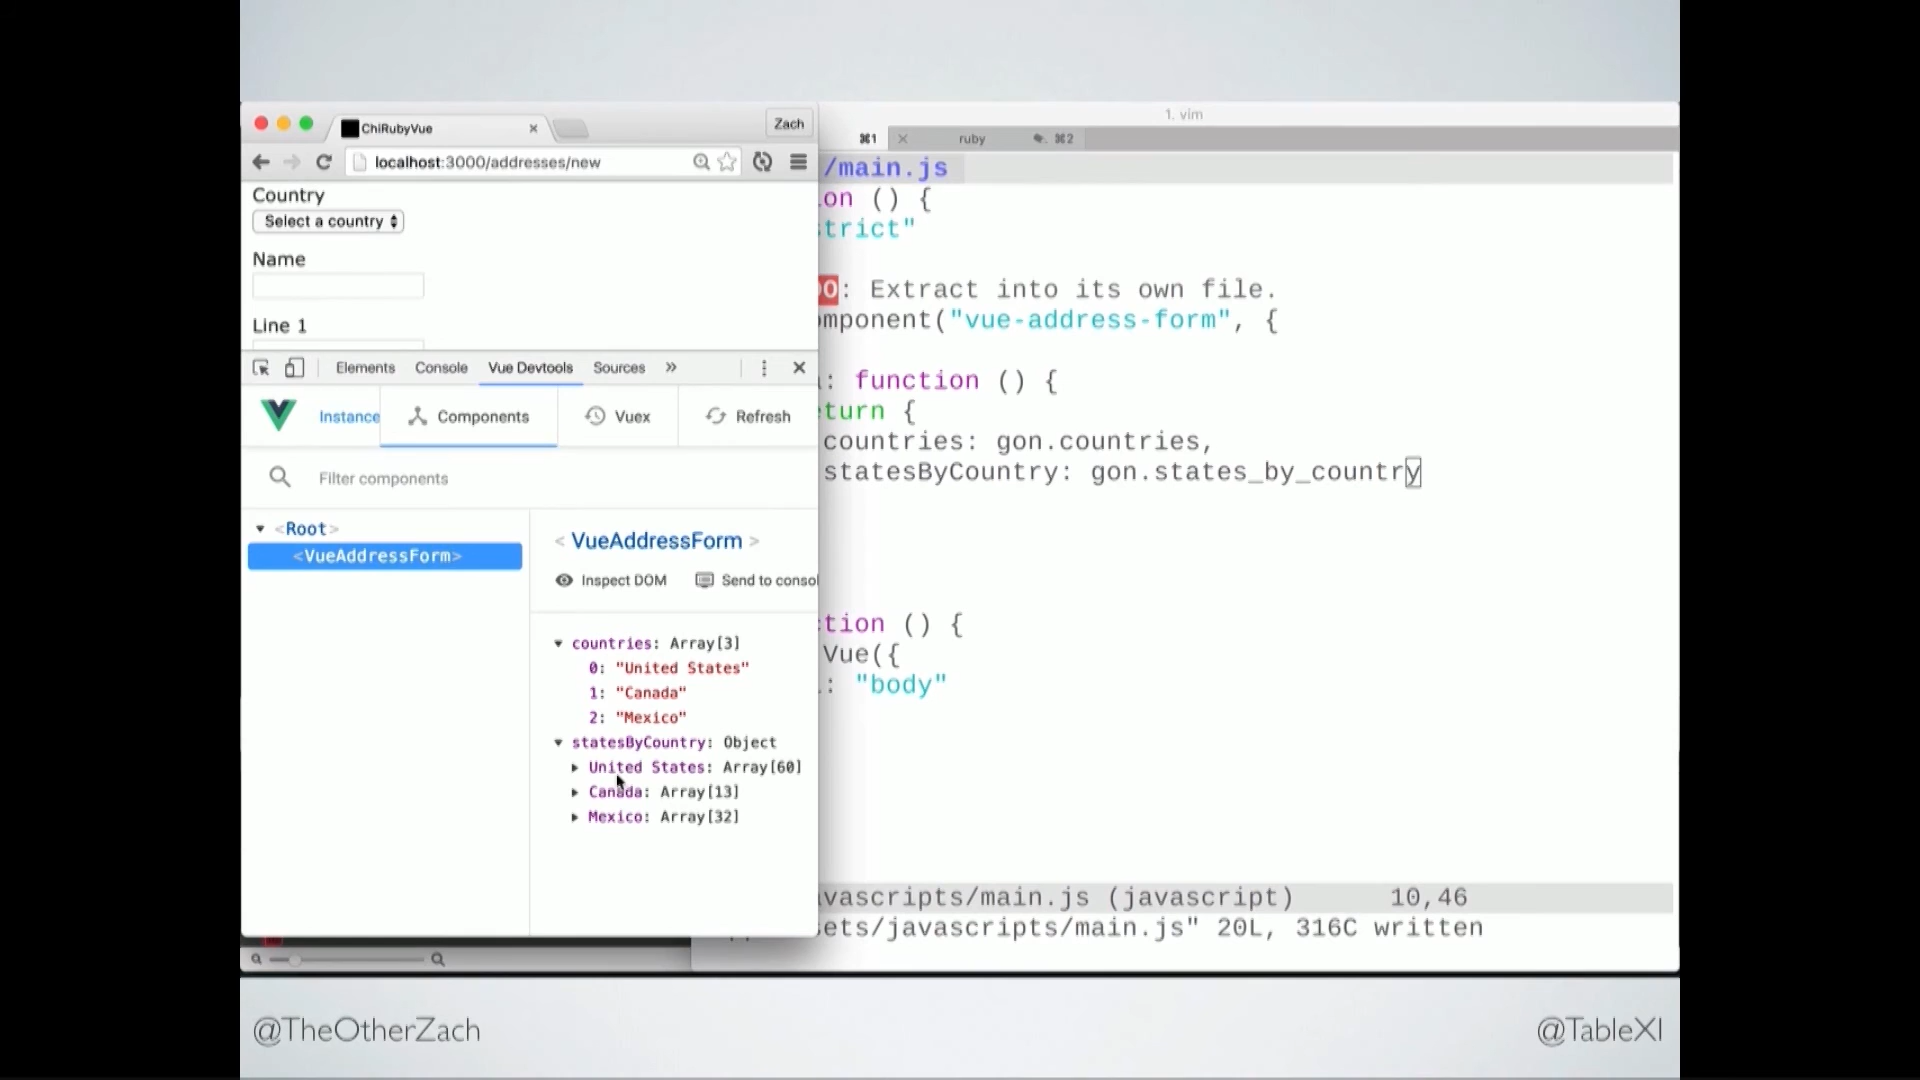 ChiRubyVue
Zach
localhost:3000/addresses/new
Country
Select a country
Name
Line 1
Elements Console Vue Devtools Sources »
Instance Components Vuex Refresh
Filter components
<Root>
<VueAddressForm>
< VueAddressForm >
Inspect DOM Send to consol
countries: Array[3]
0: "United States"
1: "Canada"
2: "Mexico"
statesByCountry: Object
United States: Array[60]
Canada: Array[13]
Mexico: Array[32]
1. vim
⌘1 ruby ⌘2
/main.js
on () {
trict"
O: Extract into its own file.
mponent("vue-address-form", {
: function () {
turn {
countries: gon.countries,
statesByCountry: gon.states_by_country
tion () {
Vue({
: "body"
vascripts/main.js (javascript) 10,46
ets/javascripts/main.js" 20L, 316C written
@TheOtherZach
@TableXI